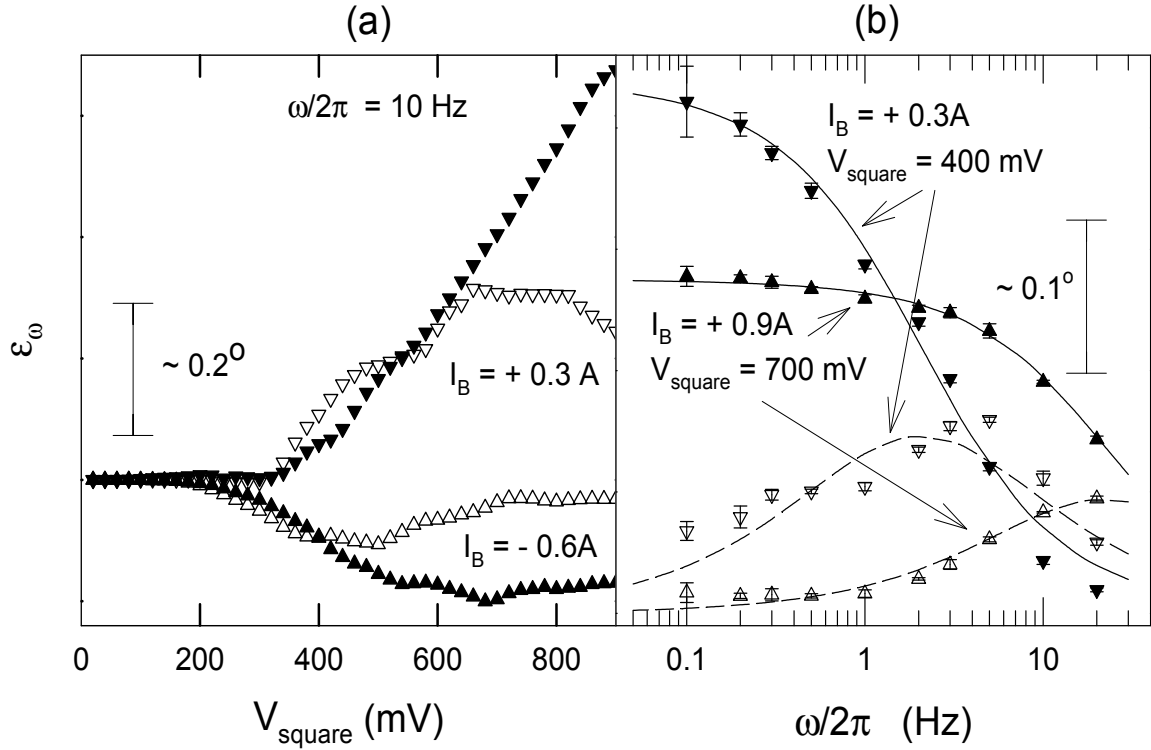 (a)
(b)
ω/2π = 10 Hz
I_B = + 0.3A
V_square = 400 mV
~ 0.1°
I_B = + 0.9A
V_square = 700 mV
ε_ω
~ 0.2°
I_B = + 0.3 A
I_B = - 0.6A
0 200 400 600 800
0.1 1 10
V_square (mV)
ω/2π (Hz)